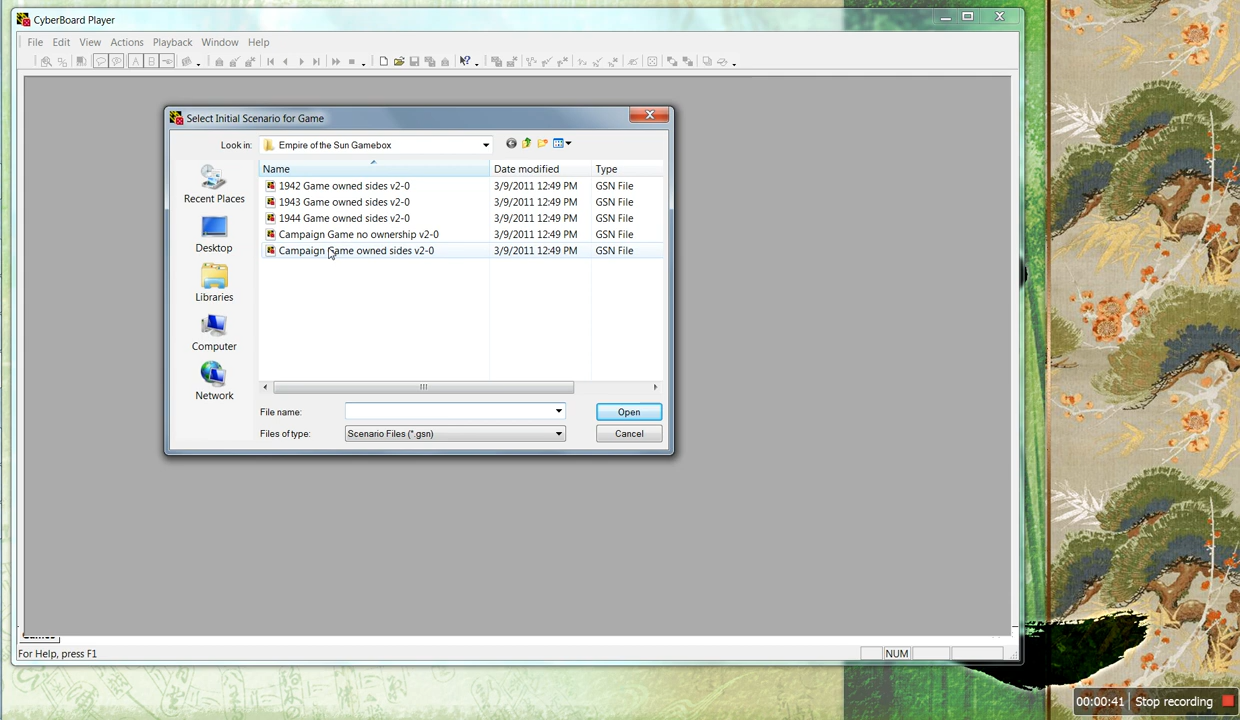 CyberBoard Player
File Edit View Actions Playback Window Help
Select Initial Scenario for Game
Look in: Empire of the Sun Gamebox
Name Date modified Type
1942 Game owned sides v2-0 3/9/2011 12:49 PM GSN File
1943 Game owned sides v2-0 3/9/2011 12:49 PM GSN File
1944 Game owned sides v2-0 3/9/2011 12:49 PM GSN File
Campaign Game no ownership v2-0 3/9/2011 12:49 PM GSN File
Campaign Game owned sides v2-0 3/9/2011 12:49 PM GSN File
Recent Places
Desktop
Libraries
Computer
Network
File name: Open
Files of type: Scenario Files (*.gsn) Cancel
For Help, press F1 NUM
00:00:41 Stop recording